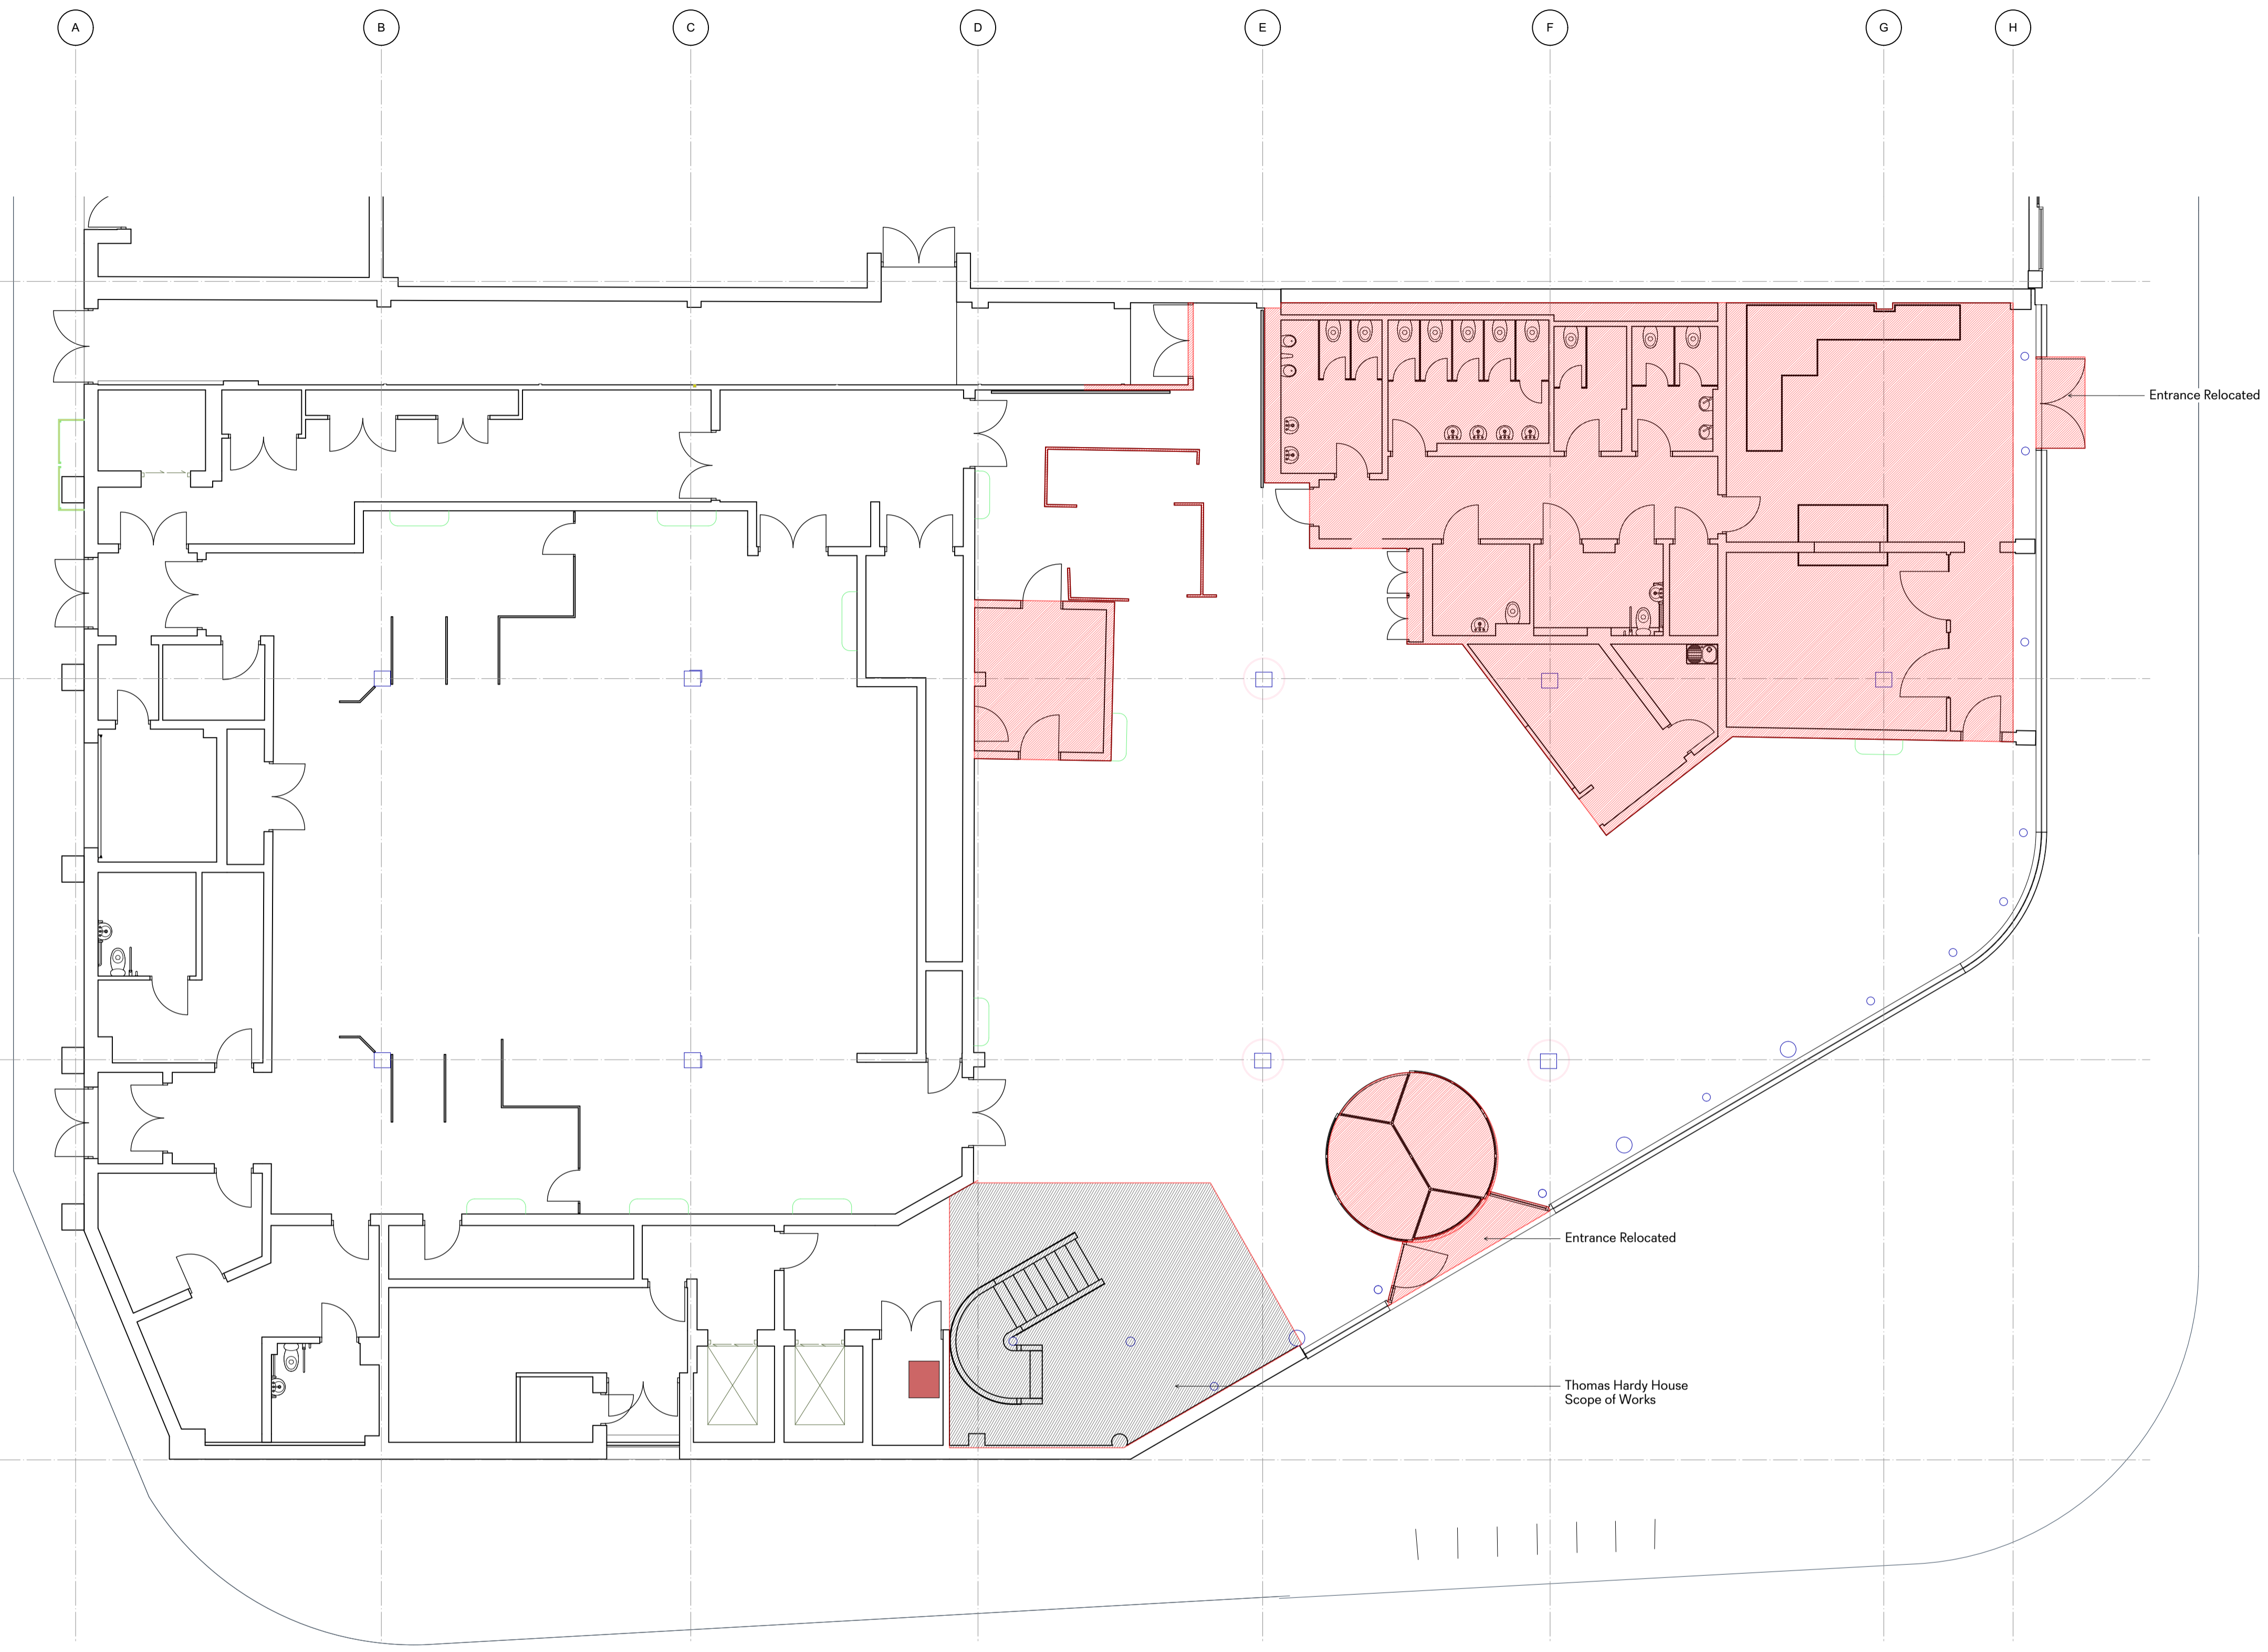 A B C D E F G H
Entrance Relocated
Entrance Relocated
Thomas Hardy House
Scope of Works